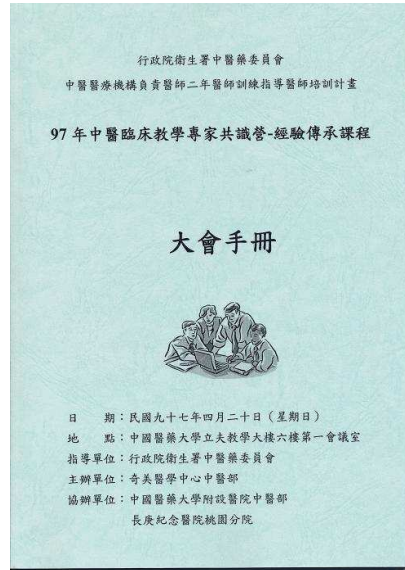 行政院衛生署中醫藥委員會
中醫醫療機構負責醫師二年醫師訓練指導醫師培訓計畫
97 年中醫臨床教學專家共識營-經驗傳承課程
大會手冊
日　　期：民國九十七年四月二十日（星期日）
地　　點：中國醫藥大學立夫教學大樓六樓第一會議室
指導單位：行政院衛生署中醫藥委員會
主辦單位：奇美醫學中心中醫部
協辦單位：中國醫藥大學附設醫院中醫部
長庚紀念醫院桃園分院